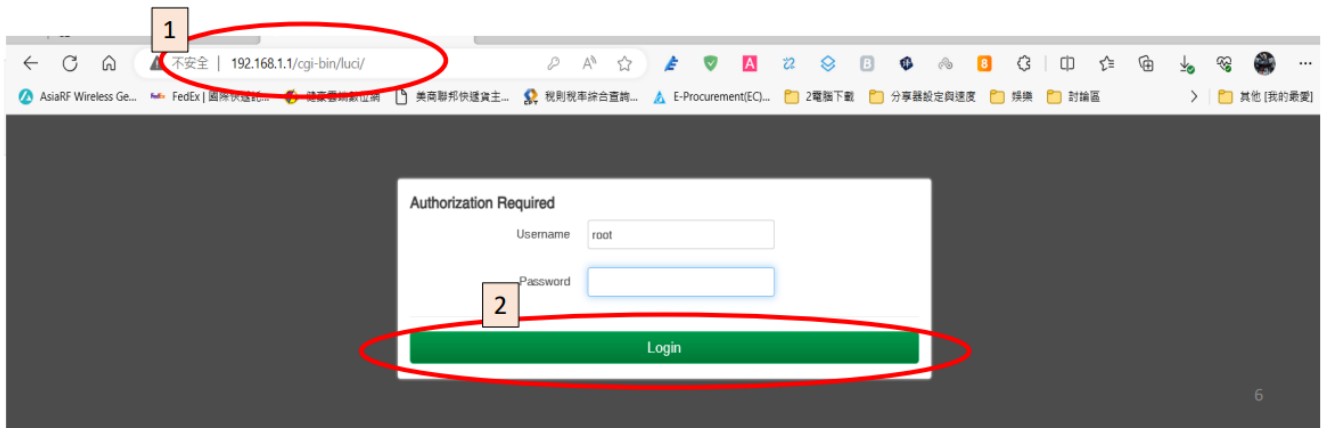 1
不安全 | 192.168.1.1/cgi-bin/luci/
AsiaRF Wireless Ge... FedEx | 國際快遞託... 美商聯邦快遞貨主... 稅則稅率綜合查詢... E-Procurement(EC)... 2電腦下載 分享器設定與速度 娛樂 討論區 其他 [我的最愛]
Authorization Required
Username root
Password
2
Login
6